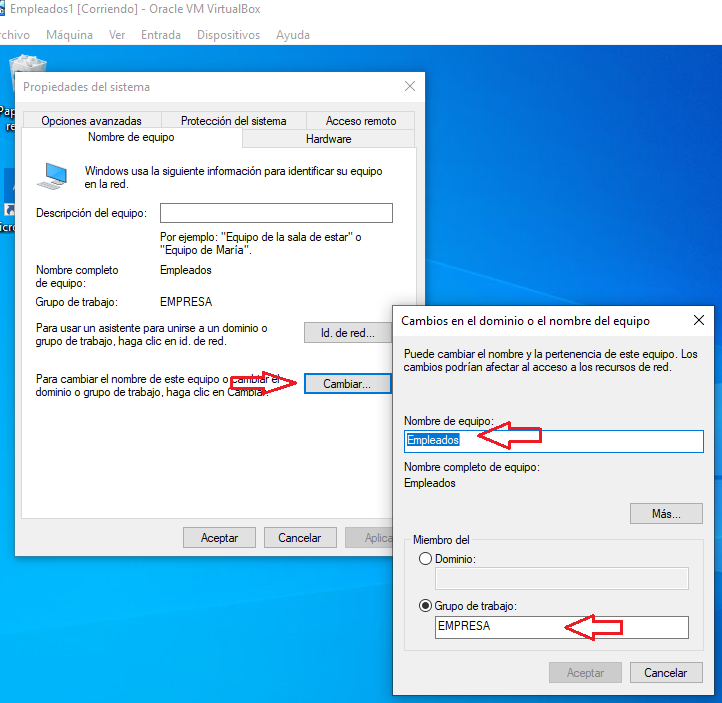 Empleados1 [Corriendo] - Oracle VM VirtualBox
rchivo Máquina Ver Entrada Dispositivos Ayuda
Pap
re
icro
Propiedades del sistema
Opciones avanzadas Protección del sistema Acceso remoto
Nombre de equipo Hardware
Windows usa la siguiente información para identificar su equipo
en la red.
Descripción del equipo:
Por ejemplo: "Equipo de la sala de estar" o
"Equipo de María".
Nombre completo
de equipo:
Empleados
Grupo de trabajo: EMPRESA
Para usar un asistente para unirse a un dominio o
grupo de trabajo, haga clic en id. de red.
Id. de red...
Para cambiar el nombre de este equipo o cambiar el
dominio o grupo de trabajo, haga clic en Cambiar.
Cambiar...
Aceptar Cancelar Aplica
Cambios en el dominio o el nombre del equipo
Puede cambiar el nombre y la pertenencia de este equipo. Los
cambios podrían afectar al acceso a los recursos de red.
Nombre de equipo:
Empleados
Nombre completo de equipo:
Empleados
Más...
Miembro del
Dominio:
Grupo de trabajo:
EMPRESA
Aceptar Cancelar